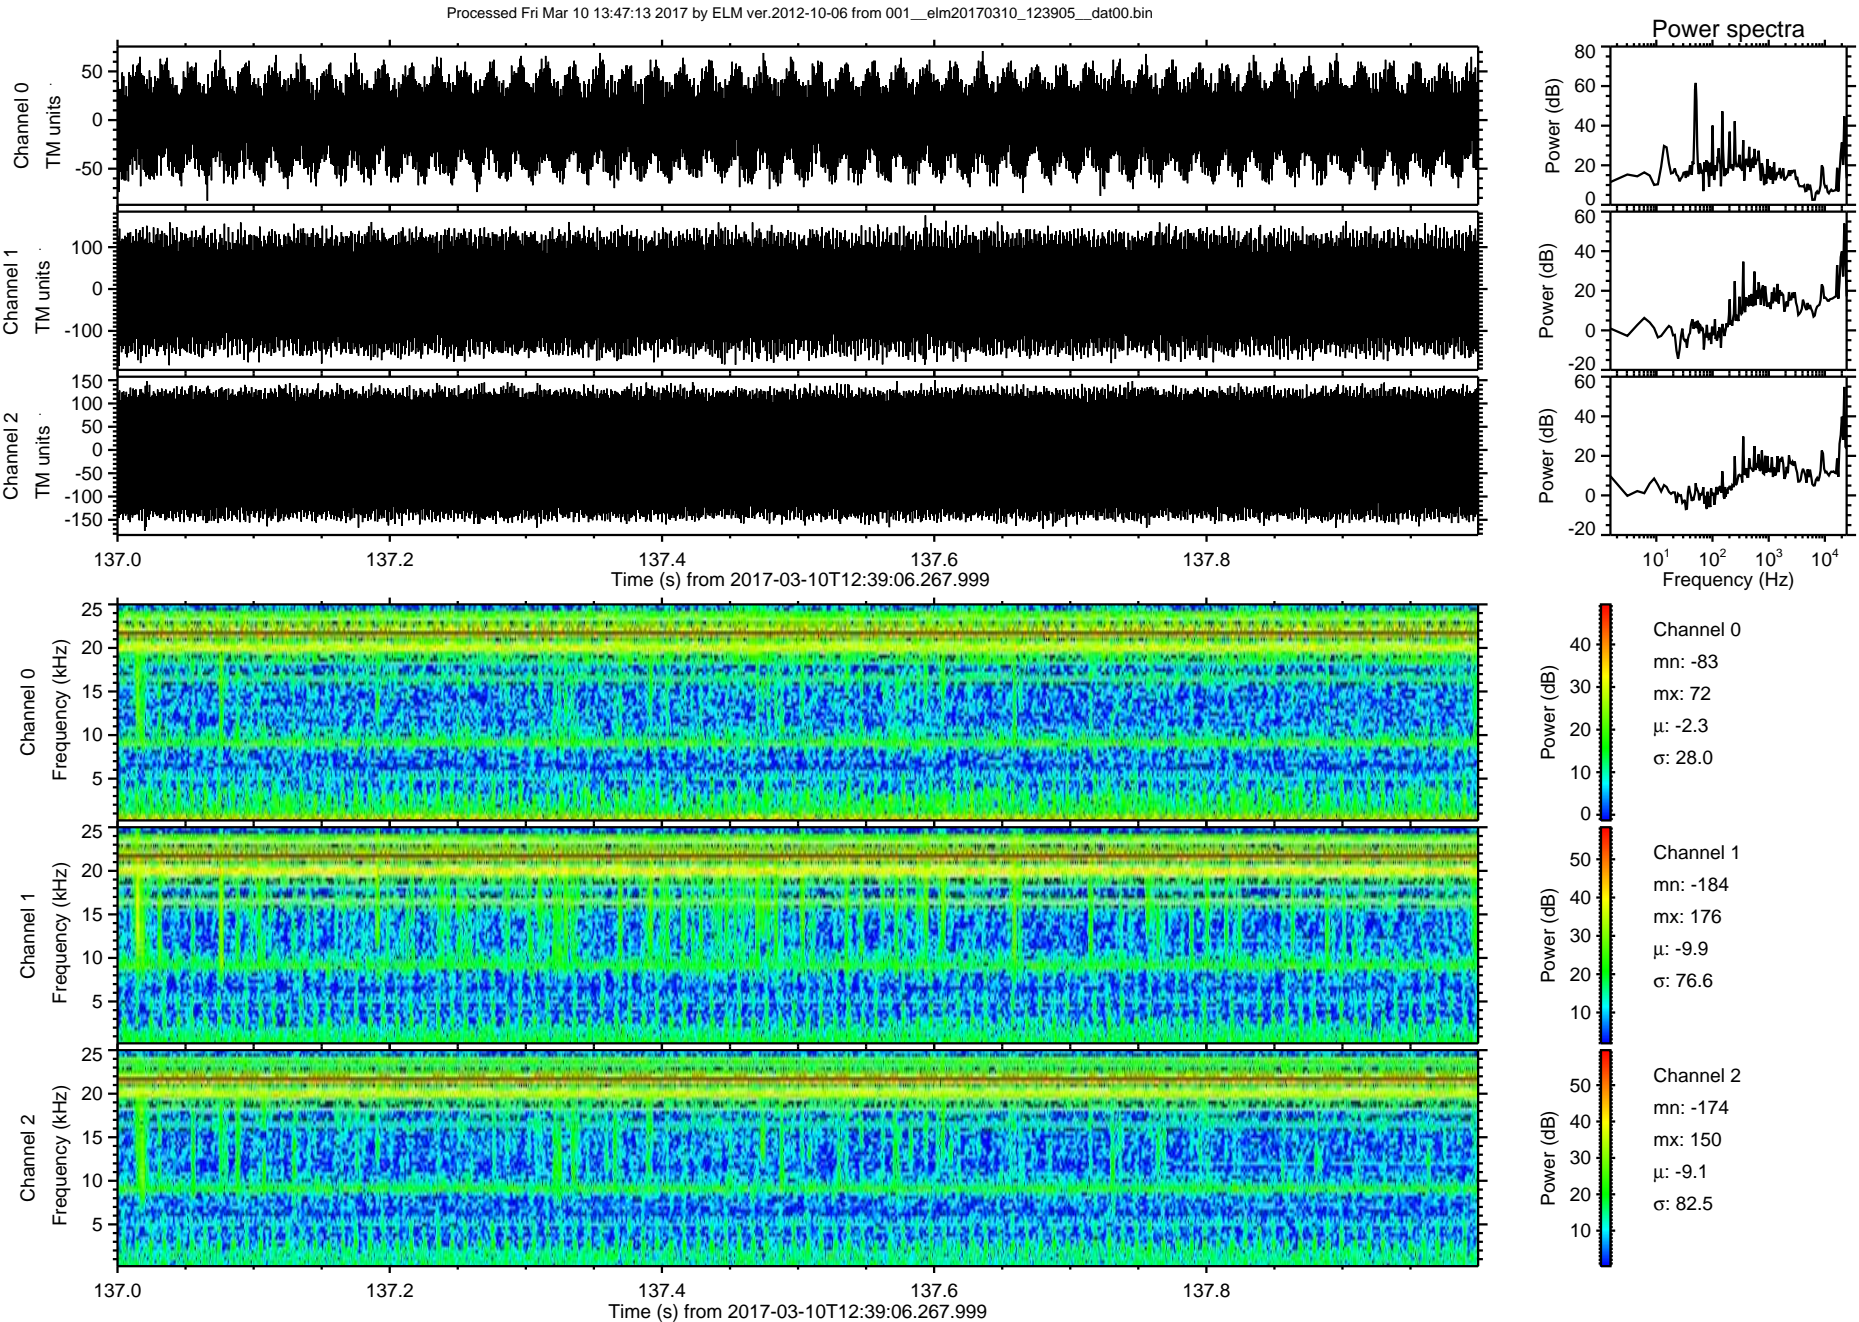 Processed Fri Mar 10 13:47:13 2017 by ELM ver.2012-10-06 from 001__elm20170310_123905__dat00.bin
Power spectra
Channel 0
TM units
50
0
-50
Power (dB)
80
60
40
20
0
Channel 1
TM units
100
0
-100
Power (dB)
60
40
20
0
-20
Channel 2
TM units
150
100
50
0
-50
-100
-150
Power (dB)
60
40
20
0
-20
137.0 137.2 137.4 137.6 137.8
Time (s) from 2017-03-10T12:39:06.267.999
10^1 10^2 10^3 10^4
Frequency (Hz)
Channel 0
Frequency (kHz)
25
20
15
10
5
Power (dB)
40
30
20
10
0
Channel 0
mn: -83
mx: 72
μ: -2.3
σ: 28.0
Channel 1
Frequency (kHz)
25
20
15
10
5
Power (dB)
50
40
30
20
10
Channel 1
mn: -184
mx: 176
μ: -9.9
σ: 76.6
Channel 2
Frequency (kHz)
25
20
15
10
5
Power (dB)
50
40
30
20
10
Channel 2
mn: -174
mx: 150
μ: -9.1
σ: 82.5
137.0 137.2 137.4 137.6 137.8
Time (s) from 2017-03-10T12:39:06.267.999